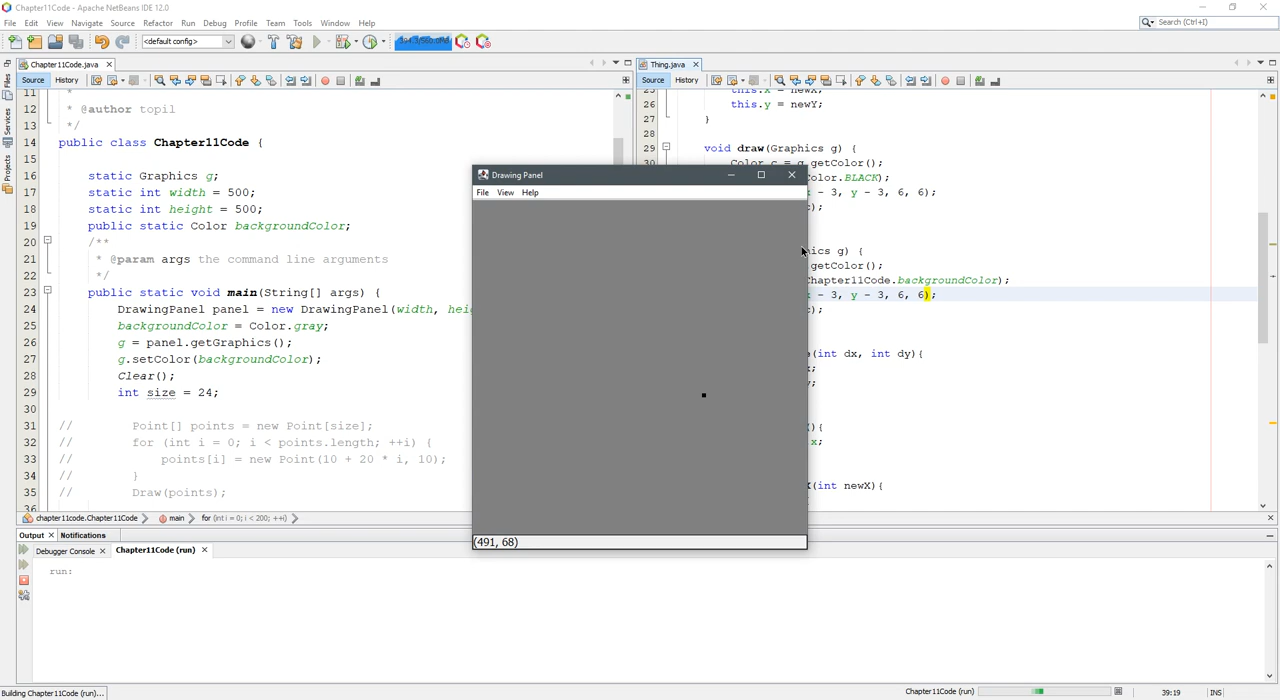 Chapter11Code - Apache NetBeans IDE 12.0
File Edit View Navigate Source Refactor Run Debug Profile Team Tools Window Help
Search (Ctrl+I)
<default config>
Chapter11Code.java
Source History
11 *
12 * @author topil
13 */
14 public class Chapter11Code {
15
16 static Graphics g;
17 static int width = 500;
18 static int height = 500;
19 public static Color backgroundColor;
20 /**
21 * @param args the command line arguments
22 */
23 public static void main(String[] args) {
24 DrawingPanel panel = new DrawingPanel(width, hei
25 backgroundColor = Color.gray;
26 g = panel.getGraphics();
27 g.setColor(backgroundColor);
28 Clear();
29 int size = 24;
30
31 // Point[] points = new Point[size];
32 // for (int i = 0; i < points.length; ++i) {
33 // points[i] = new Point(10 + 20 * i, 10);
34 // }
35 // Draw(points);
36
chapter11code.Chapter11Code main for (int i = 0; i < 200; ++i)
Thing.java
Source History
25 this.x = newX;
26 this.y = newY;
27 }
28
29 void draw(Graphics g) {
30 Color c = g.getColor();
olor.BLACK);
- 3, y - 3, 6, 6);
);
ics g) {
getColor();
Chapter11Code.backgroundColor);
- 3, y - 3, 6, 6);
);
(int dx, int dy){
;
y;
(){
x;
X(int newX){
Drawing Panel
File View Help
(491, 68)
Output Notifications
Debugger Console Chapter11Code (run)
run:
Building Chapter11Code (run)...
Chapter11Code (run)
39:19 INS